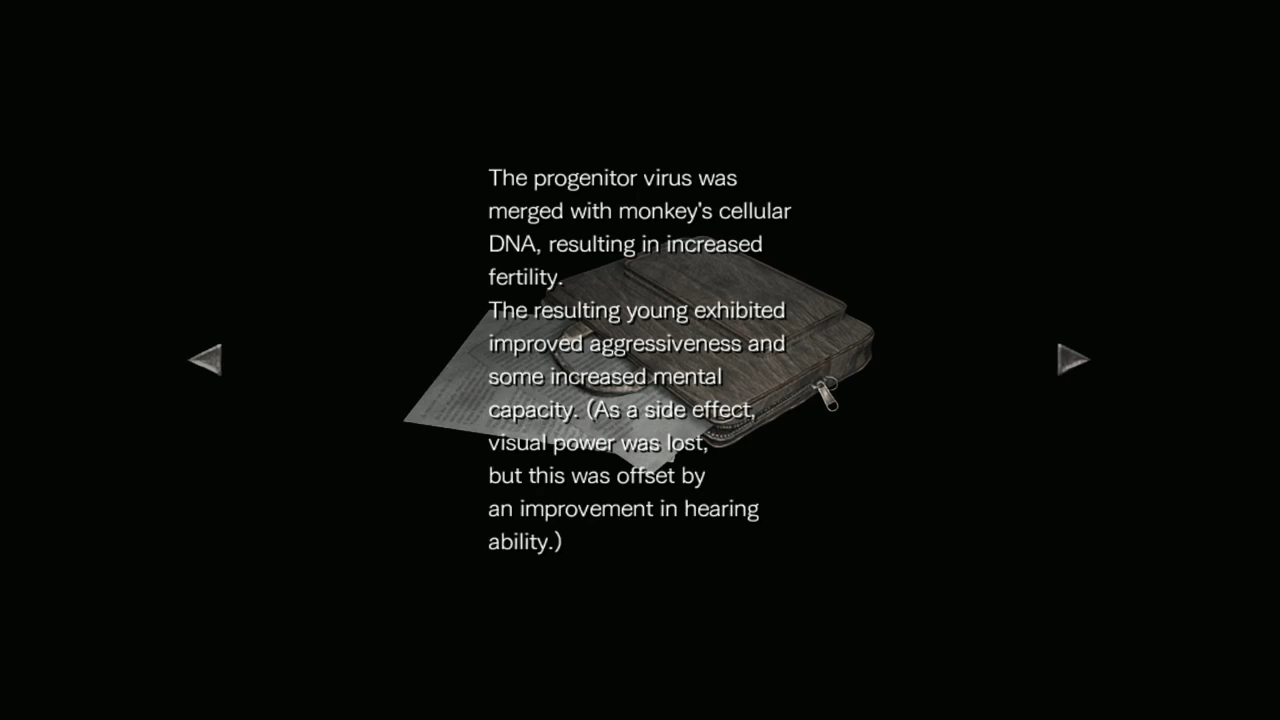 The progenitor virus was
merged with monkey's cellular
DNA, resulting in increased
fertility.
The resulting young exhibited
improved aggressiveness and
some increased mental
capacity. (As a side effect,
visual power was lost,
but this was offset by
an improvement in hearing
ability.)